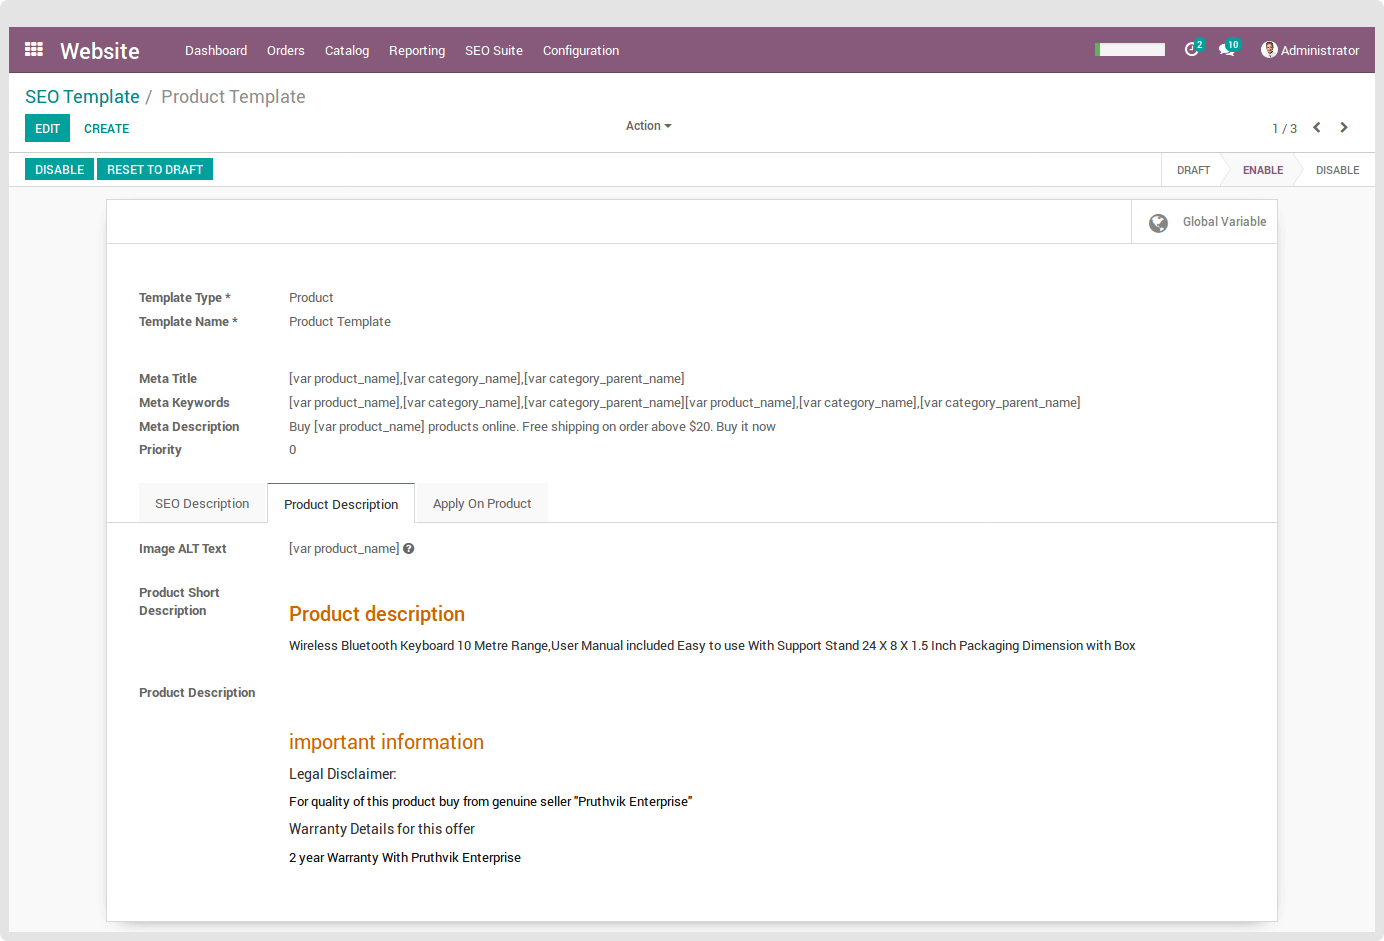 Website Dashboard Orders Catalog Reporting SEO Suite Configuration 2 10 Administrator
SEO Template / Product Template
EDIT CREATE Action 1 / 3
DISABLE RESET TO DRAFT DRAFT ENABLE DISABLE
Global Variable
Template Type * Product
Template Name * Product Template
Meta Title [var product_name],[var category_name],[var category_parent_name]
Meta Keywords [var product_name],[var category_name],[var category_parent_name][var product_name],[var category_name],[var category_parent_name]
Meta Description Buy [var product_name] products online. Free shipping on order above $20. Buy it now
Priority 0
SEO Description Product Description Apply On Product
Image ALT Text [var product_name] ?
Product Short
Description
Product description
Wireless Bluetooth Keyboard 10 Metre Range,User Manual included Easy to use With Support Stand 24 X 8 X 1.5 Inch Packaging Dimension with Box
Product Description
important information
Legal Disclaimer:
For quality of this product buy from genuine seller "Pruthvik Enterprise"
Warranty Details for this offer
2 year Warranty With Pruthvik Enterprise